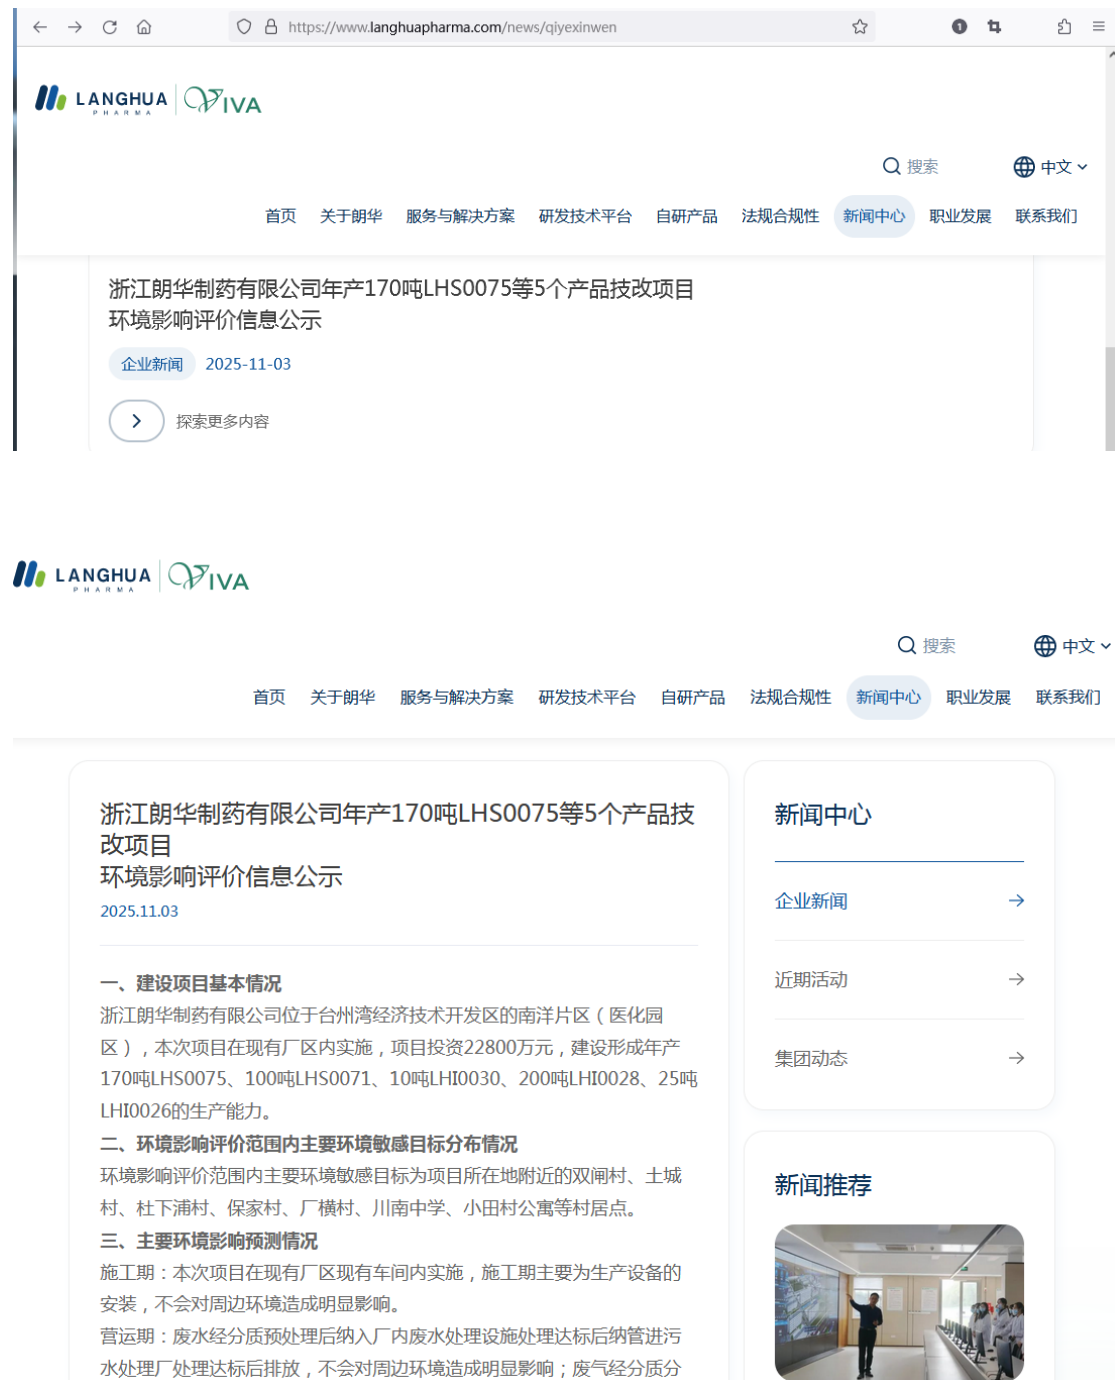 https://www.langhuapharma.com/news/qiyexinwen
LANGHUA PHARMA VIVA
搜索 中文
首页 关于朗华 服务与解决方案 研发技术平台 自研产品 法规合规性 新闻中心 职业发展 联系我们
浙江朗华制药有限公司年产170吨LHS0075等5个产品技改项目
环境影响评价信息公示
企业新闻 2025-11-03
探索更多内容
LANGHUA PHARMA VIVA
搜索 中文
首页 关于朗华 服务与解决方案 研发技术平台 自研产品 法规合规性 新闻中心 职业发展 联系我们
浙江朗华制药有限公司年产170吨LHS0075等5个产品技
改项目
环境影响评价信息公示
2025.11.03
一、建设项目基本情况
浙江朗华制药有限公司位于台州湾经济技术开发区的南洋片区（医化园
区），本次项目在现有厂区内实施，项目投资22800万元，建设形成年产
170吨LHS0075、100吨LHS0071、10吨LHI0030、200吨LHI0028、25吨
LHI0026的生产能力。
二、环境影响评价范围内主要环境敏感目标分布情况
环境影响评价范围内主要环境敏感目标为项目所在地附近的双闸村、土城
村、杜下浦村、保家村、厂横村、川南中学、小田村公寓等村居点。
三、主要环境影响预测情况
施工期：本次项目在现有厂区现有车间内实施，施工期主要为生产设备的
安装，不会对周边环境造成明显影响。
营运期：废水经分质预处理后纳入厂内废水处理设施处理达标后纳管进污
水处理厂处理达标后排放，不会对周边环境造成明显影响；废气经分质分
新闻中心
企业新闻
近期活动
集团动态
新闻推荐